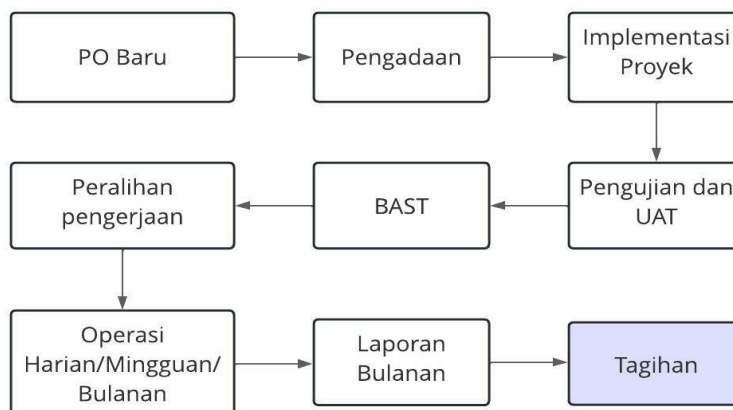 PO Baru
Pengadaan
Implementasi
Proyek
Peralihan
pengerjaan
BAST
Pengujian dan
UAT
Operasi
Harian/Mingguan/
Bulanan
Laporan
Bulanan
Tagihan